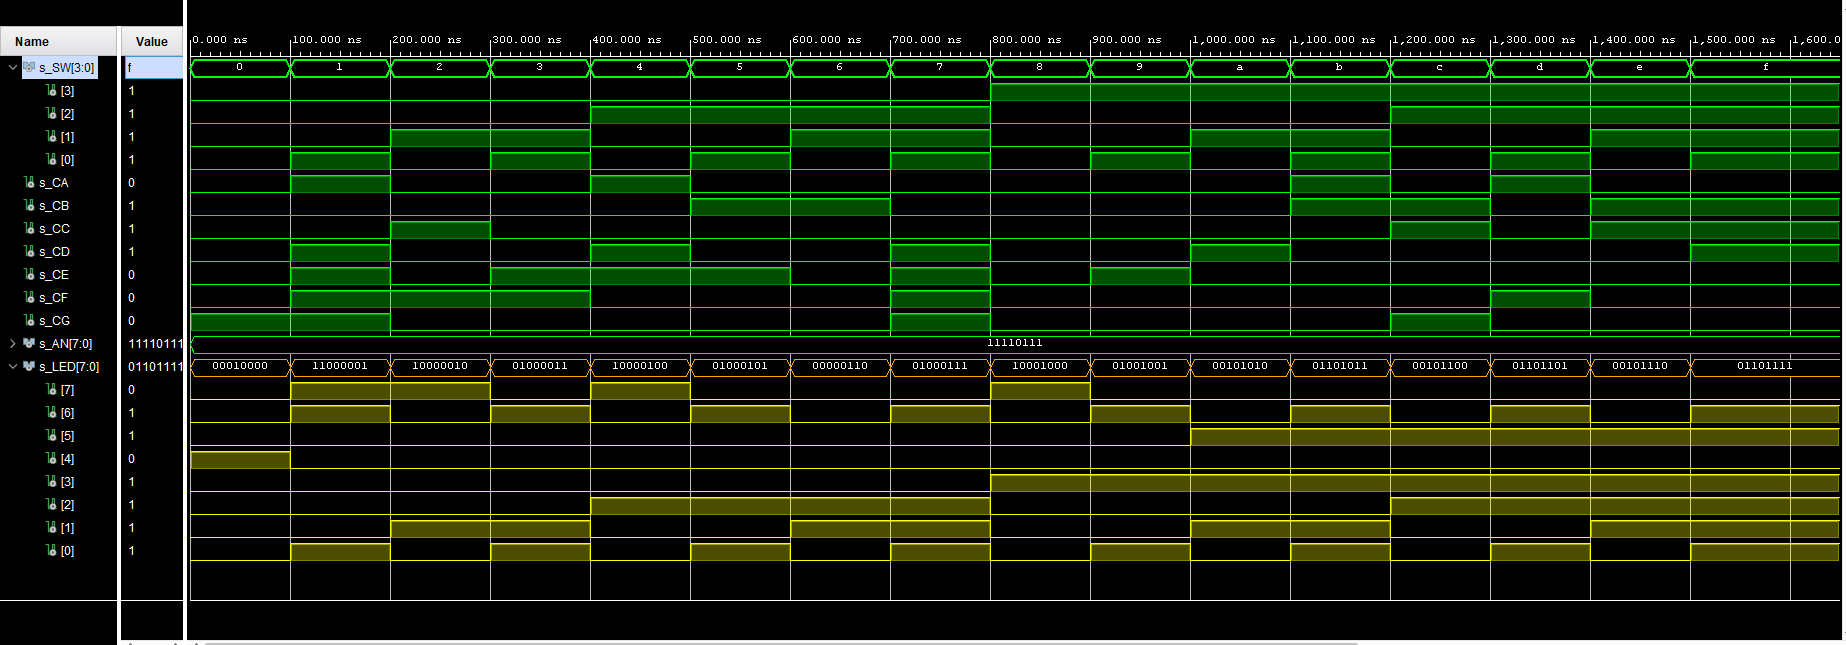 Name Value 0.000 ns 100.000 ns 200.000 ns 300.000 ns 400.000 ns 500.000 ns 600.000 ns 700.000 ns 800.000 ns 900.000 ns 1,000.000 ns 1,100.000 ns 1,200.000 ns 1,300.000 ns 1,400.000 ns 1,500.000 ns 1,600.0
s_SW[3:0] f 0 1 2 3 4 5 6 7 8 9 a b c d e f
[3] 1
[2] 1
[1] 1
[0] 1
s_CA 0
s_CB 1
s_CC 1
s_CD 1
s_CE 0
s_CF 0
s_CG 0
s_AN[7:0] 11110111 11110111
s_LED[7:0] 01101111 00010000 11000001 10000010 01000011 10000100 01000101 00000110 01000111 10001000 01001001 00101010 01101011 00101100 01101101 00101110 01101111
[7] 0
[6] 1
[5] 1
[4] 0
[3] 1
[2] 1
[1] 1
[0] 1